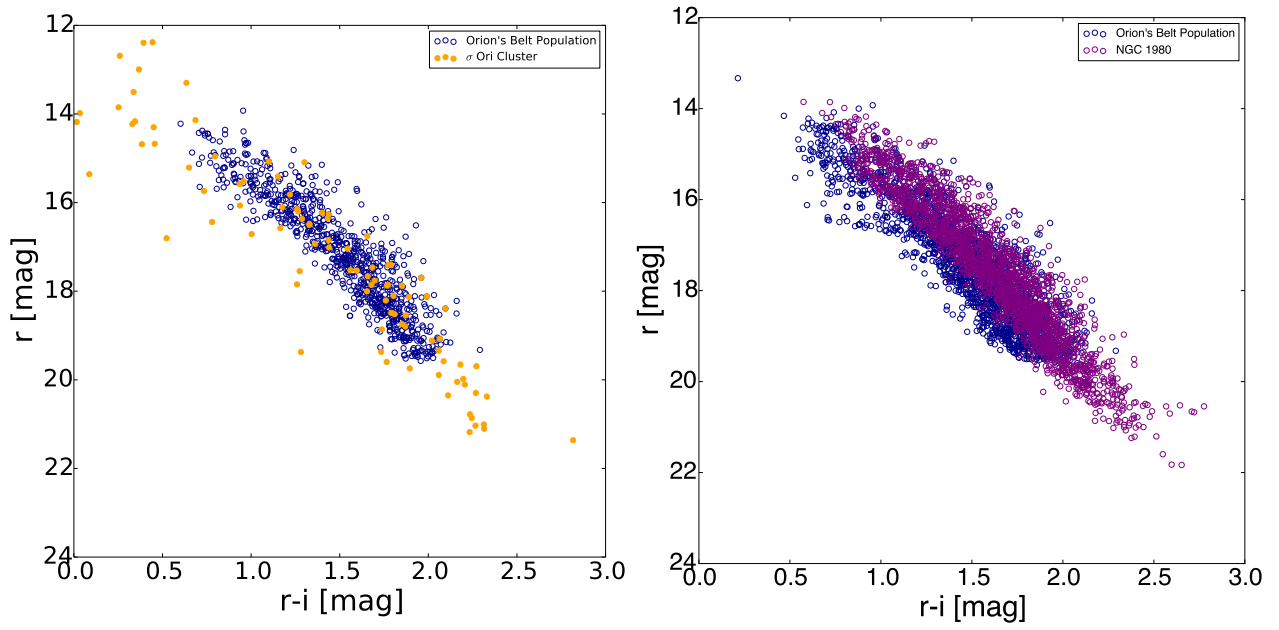 12
14
16
18
20
22
24
0.0 0.5 1.0 1.5 2.0 2.5 3.0
r-i [mag]
r [mag]
Orion's Belt Population
σ Ori Cluster
12
14
16
18
20
22
24
0.0 0.5 1.0 1.5 2.0 2.5 3.0
r-i [mag]
r [mag]
Orion's Belt Population
NGC 1980